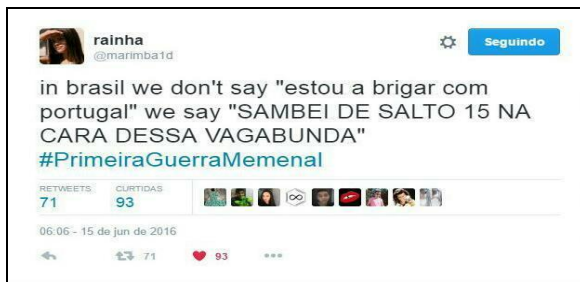 rainha
@marimba1d
Seguindo
in brasil we don't say "estou a brigar com
portugal" we say "SAMBEI DE SALTO 15 NA
CARA DESSA VAGABUNDA"
#PrimeiraGuerraMemenal
RETWEETS CURTIDAS
71 93
06:06 - 15 de jun de 2016
71 93